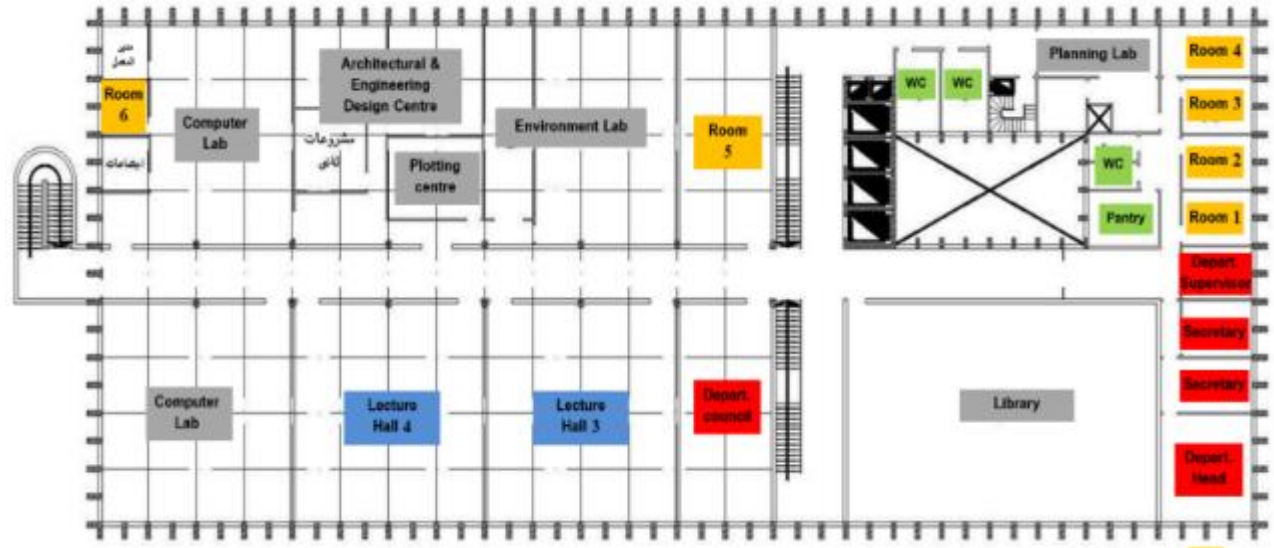 Room
6
Computer
Lab
Architectural &
Engineering
Design Centre
مشروعات
Plotting
centre
Environment Lab
Room
5
WC
WC
Planning Lab
Room 4
Room 3
WC
Room 2
Pantry
Room 1
Depart.
Supervisor
Secretary
Secretary
Computer
Lab
Lecture
Hall 4
Lecture
Hall 3
Depart.
council
Library
Depart.
Head